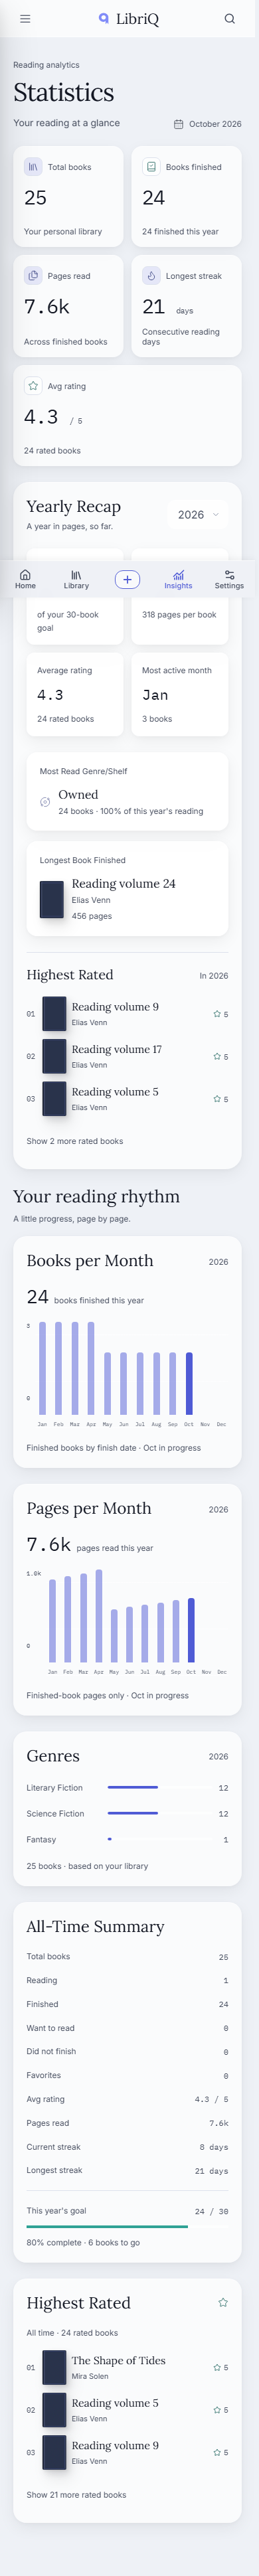 LibriQ
Reading analytics
Statistics
Your reading at a glance
October 2026
Total books
25
Your personal library
Books finished
24
24 finished this year
Pages read
7.6k
Across finished books
Longest streak
21 days
Consecutive reading
days
Avg rating
4.3 / 5
24 rated books
Yearly Recap
A year in pages, so far.
2026
Home
Library
Insights
Settings
of your 30-book
goal
318 pages per book
Average rating
4.3
24 rated books
Most active month
Jan
3 books
Most Read Genre/Shelf
Owned
24 books · 100% of this year's reading
Longest Book Finished
Reading volume 24
Elias Venn
456 pages
Highest Rated
In 2026
01
Reading volume 9
Elias Venn
5
02
Reading volume 17
Elias Venn
5
03
Reading volume 5
Elias Venn
5
Show 2 more rated books
Your reading rhythm
A little progress, page by page.
Books per Month
2026
24 books finished this year
3
0
Jan Feb Mar Apr May Jun Jul Aug Sep Oct Nov Dec
Finished books by finish date · Oct in progress
Pages per Month
2026
7.6k pages read this year
1.0k
0
Jan Feb Mar Apr May Jun Jul Aug Sep Oct Nov Dec
Finished-book pages only · Oct in progress
Genres
2026
Literary Fiction 12
Science Fiction 12
Fantasy 1
25 books · based on your library
All-Time Summary
Total books 25
Reading 1
Finished 24
Want to read 0
Did not finish 0
Favorites 0
Avg rating 4.3 / 5
Pages read 7.6k
Current streak 8 days
Longest streak 21 days
This year's goal 24 / 30
80% complete · 6 books to go
Highest Rated
All time · 24 rated books
01
The Shape of Tides
Mira Solen
5
02
Reading volume 5
Elias Venn
5
03
Reading volume 9
Elias Venn
5
Show 21 more rated books